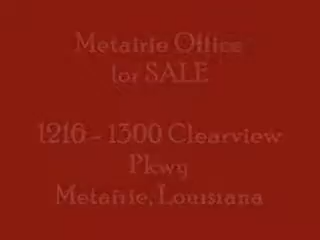 Metairie Office
for SALE
1216 - 1300 Clearview
Pkwy
Metairie, Louisiana